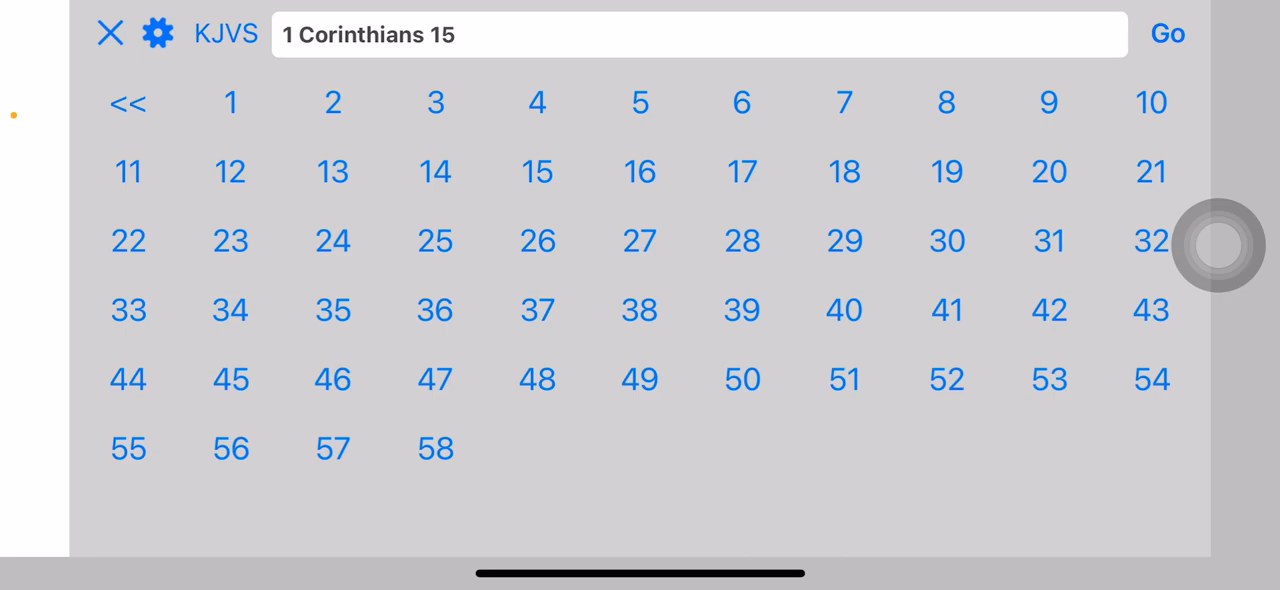 KJVS 1 Corinthians 15 Go
<< 1 2 3 4 5 6 7 8 9 10
11 12 13 14 15 16 17 18 19 20 21
22 23 24 25 26 27 28 29 30 31 32
33 34 35 36 37 38 39 40 41 42 43
44 45 46 47 48 49 50 51 52 53 54
55 56 57 58